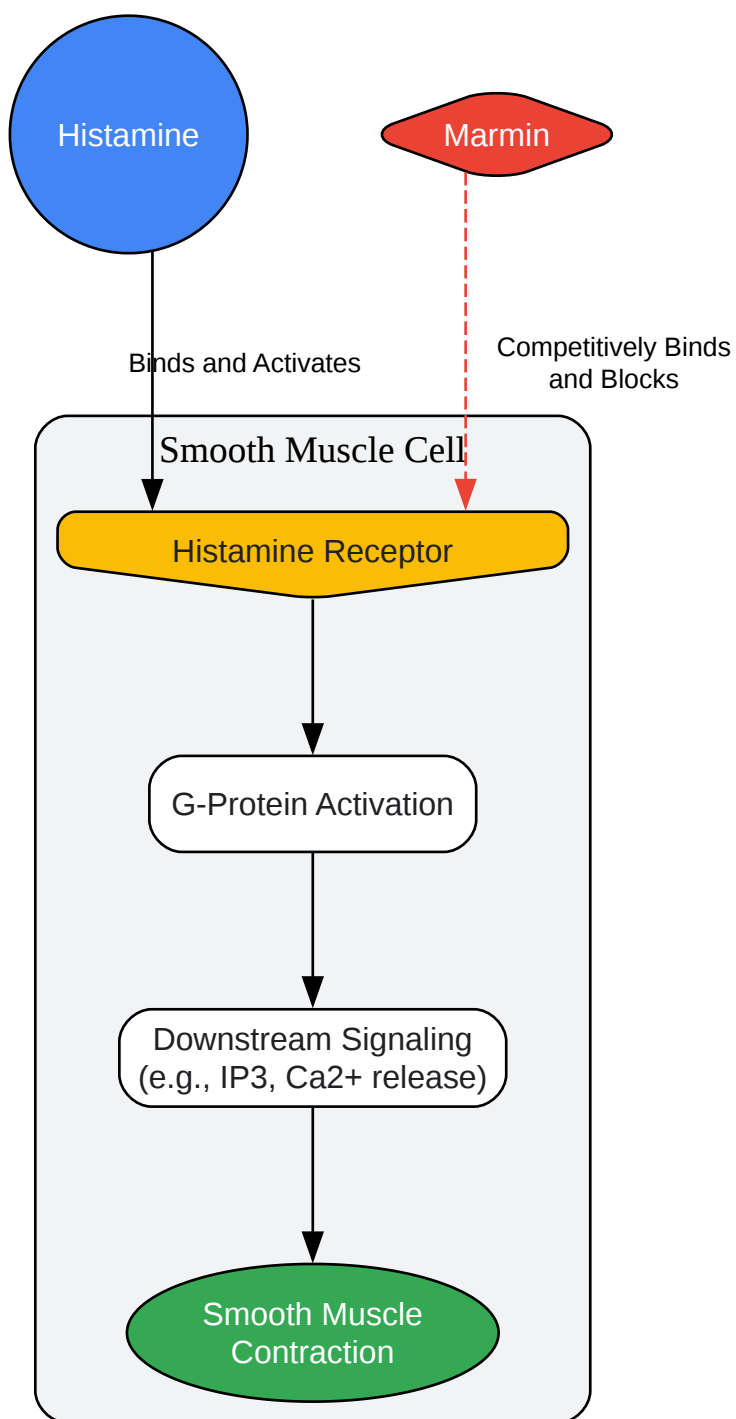 Histamine
Marmin
Binds and Activates
Competitively Binds
and Blocks
Smooth Muscle Cell
Histamine Receptor
G-Protein Activation
Downstream Signaling
(e.g., IP3, Ca2+ release)
Smooth Muscle
Contraction